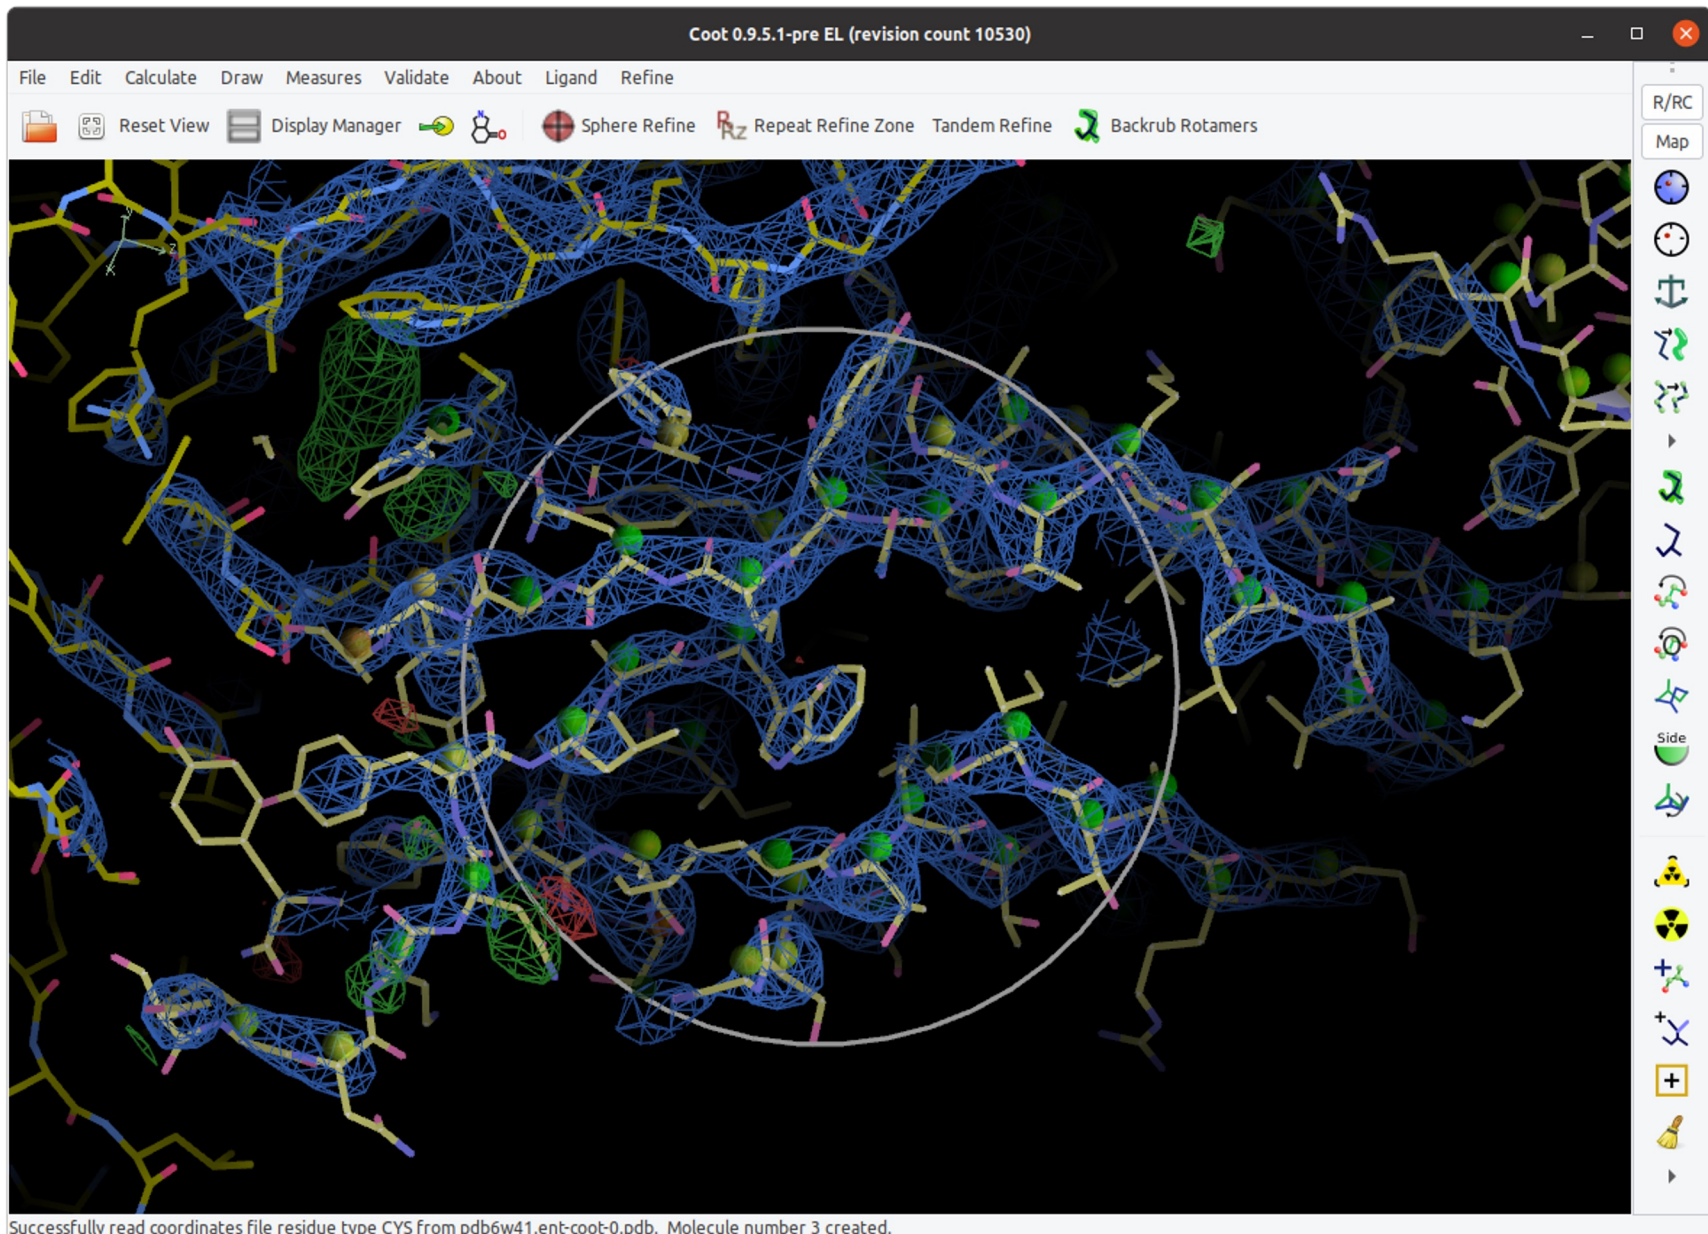 Coot 0.9.5.1-pre EL (revision count 10530)
File Edit Calculate Draw Measures Validate About Ligand Refine
Reset View Display Manager Sphere Refine Repeat Refine Zone Tandem Refine Backrub Rotamers
R/RC
Map
Side
Successfully read coordinates file residue type CYS from pdb6w41.ent-coot-0.pdb. Molecule number 3 created.